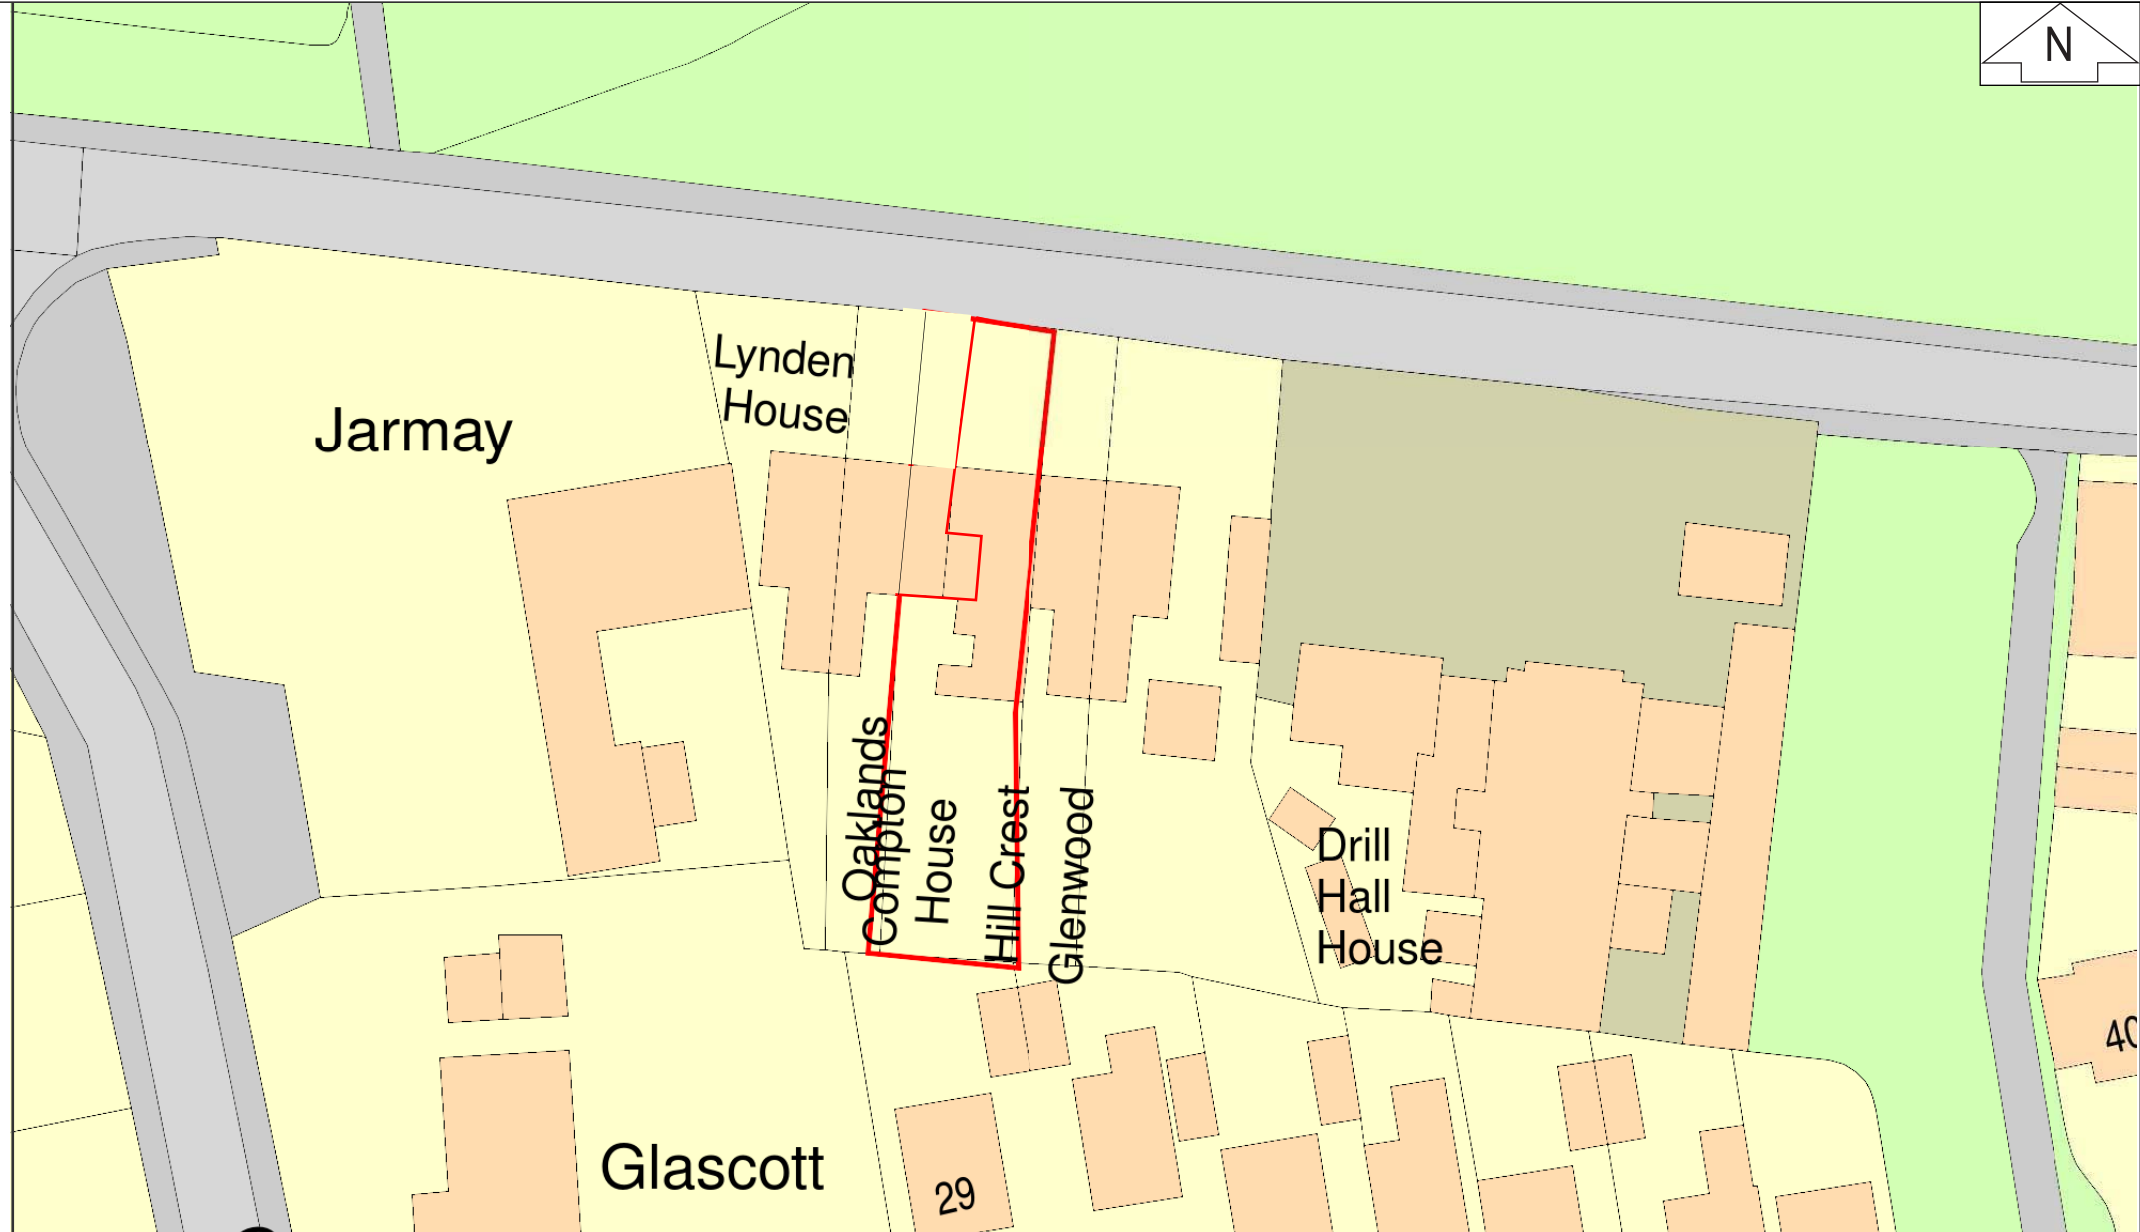 N
Lynden
House
Jarmay
Oaklands
Compton
House
Hill Crest
Glenwood
Drill
Hall
House
40
Glascott
29